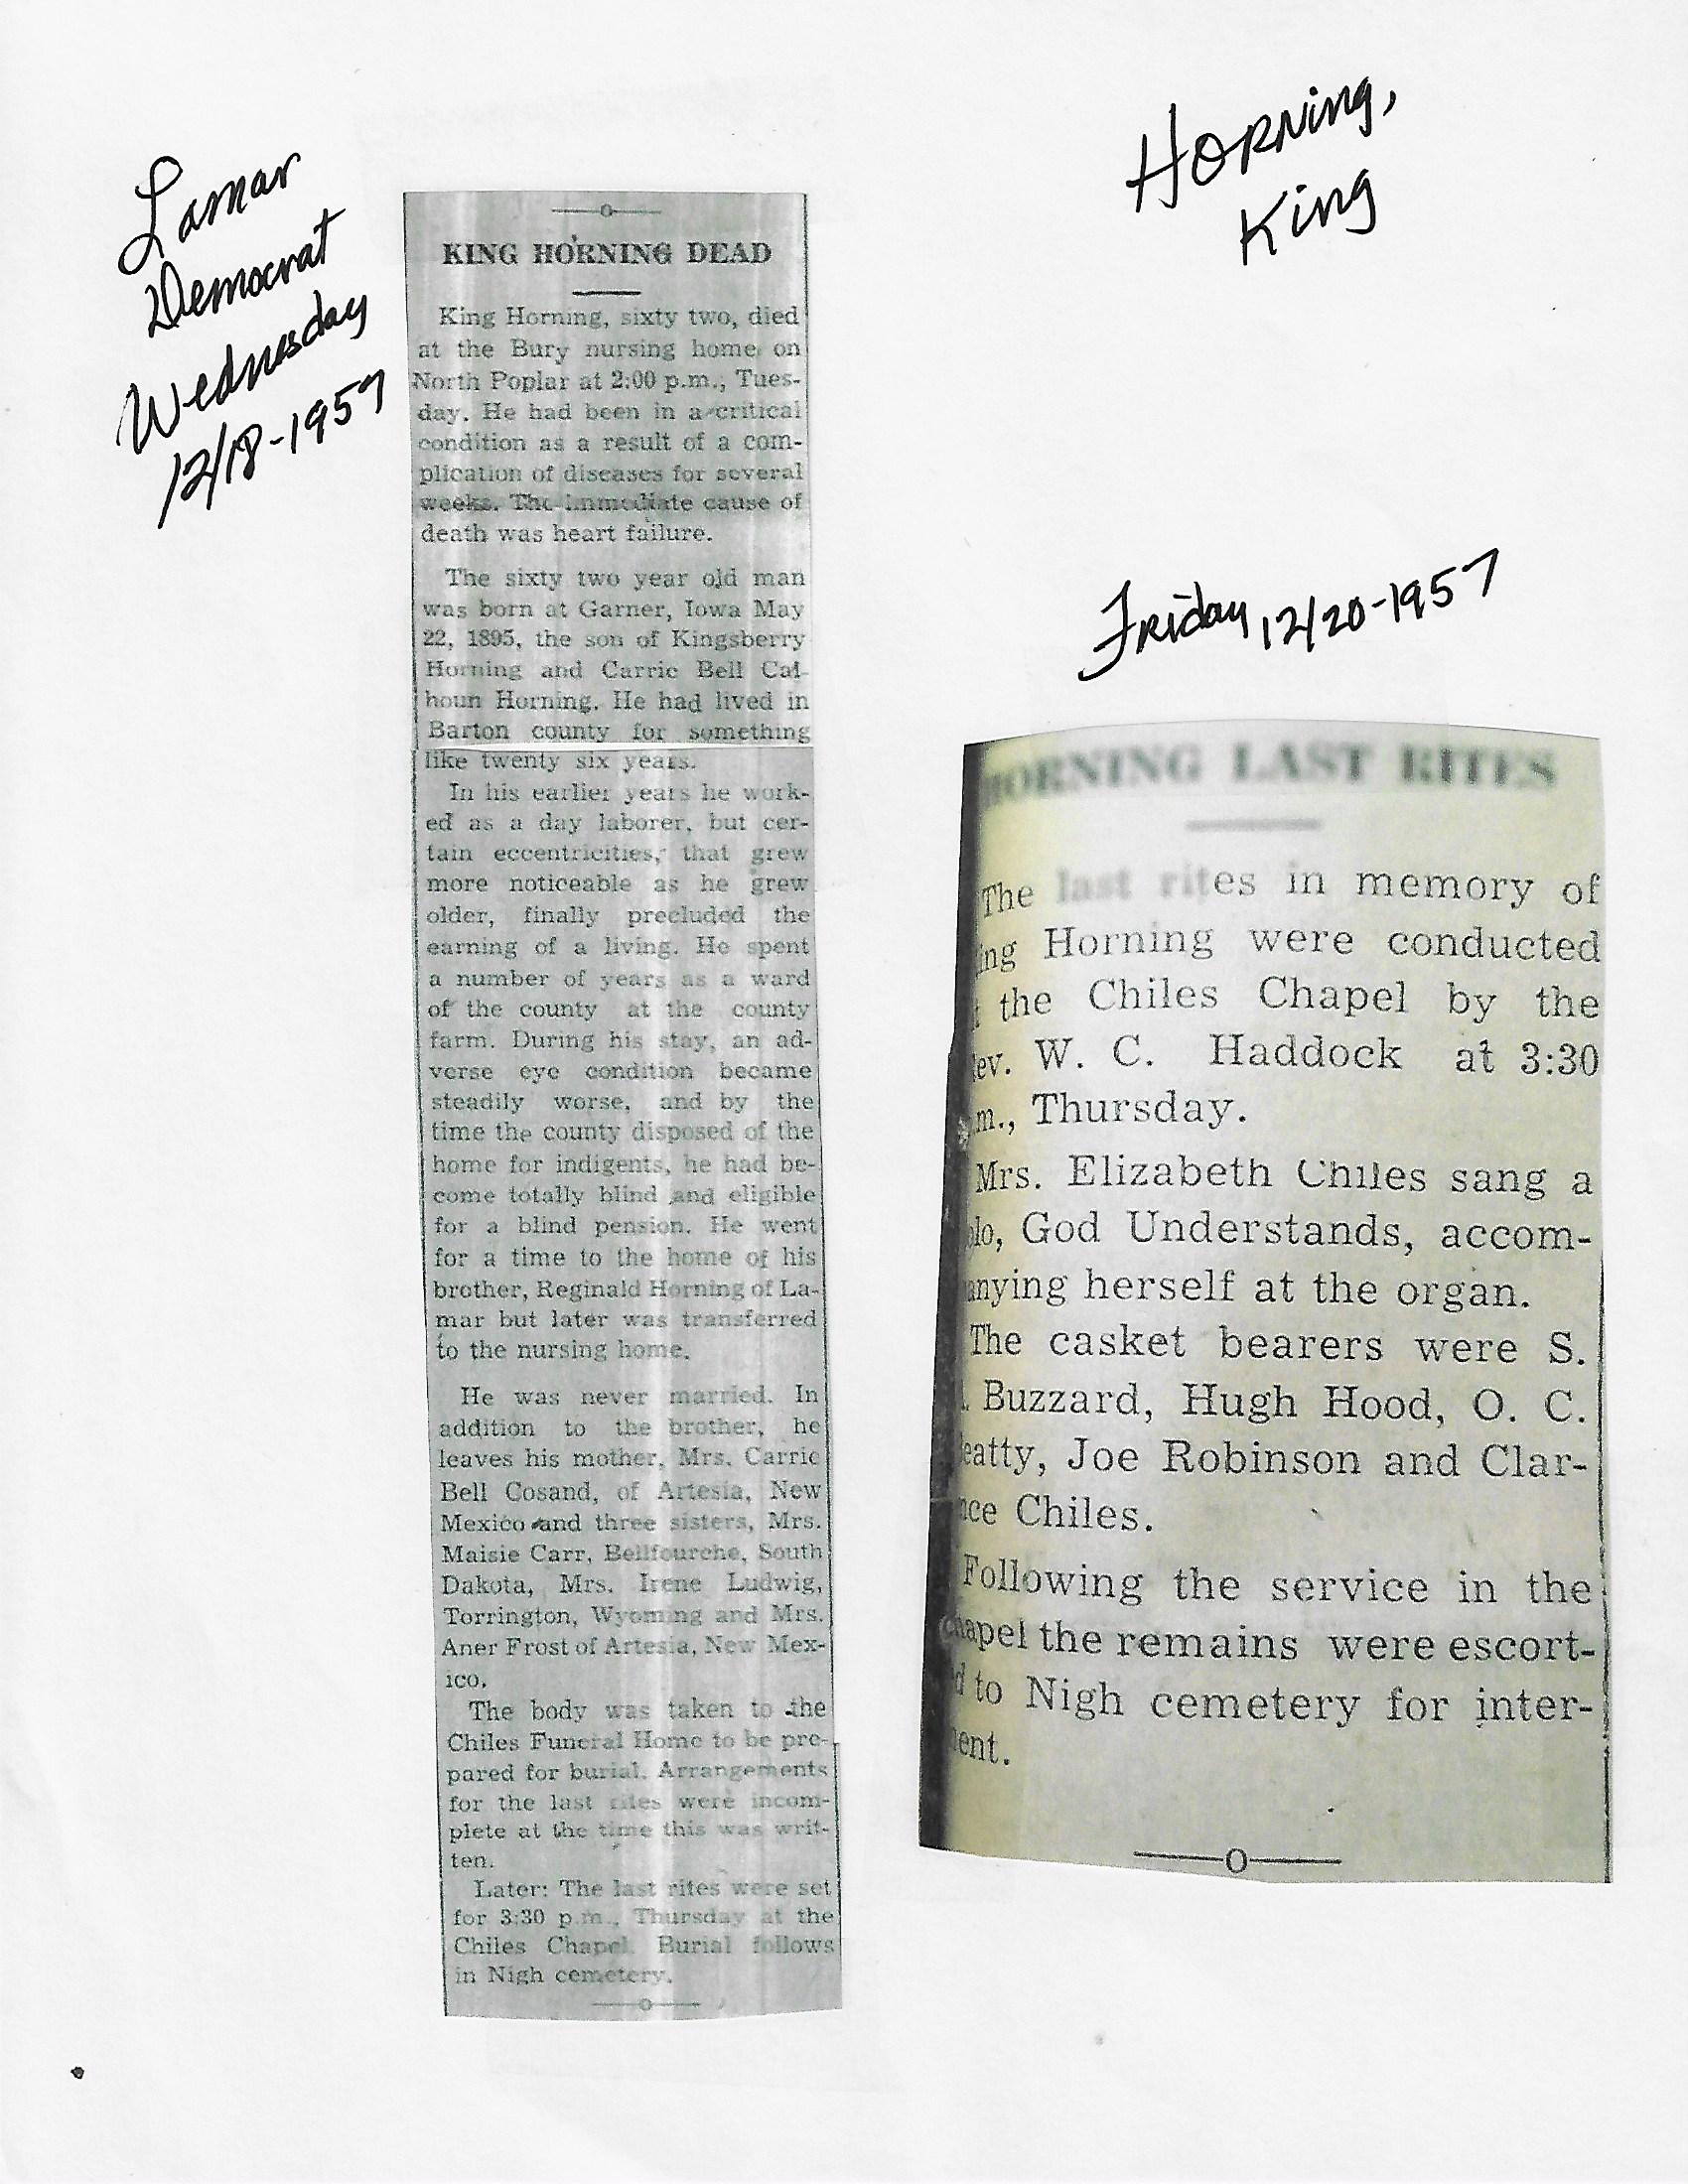 Lamar
Democrat
Wednesday
12/18-1957
Horning,
King
KING HORNING DEAD
King Horning, sixty two, died
at the Bury nursing home on
North Poplar at 2:00 p.m., Tues-
day. He had been in a critical
condition as a result of a com-
plication of diseases for several
weeks. The immediate cause of
death was heart failure.
The sixty two year old man
was born at Garner, Iowa May
22, 1895, the son of Kingsberry
Horning and Carrie Bell Cal-
houn Horning. He had lived in
Barton county for something
like twenty six years.
In his earlier years he work-
ed as a day laborer, but cer-
tain eccentricities, that grew
more noticeable as he grew
older, finally precluded the
earning of a living. He spent
a number of years as a ward
of the county at the county
farm. During his stay, an ad-
verse eye condition became
steadily worse, and by the
time the county disposed of the
home for indigents, he had be-
come totally blind and eligible
for a blind pension. He went
for a time to the home of his
brother, Reginald Horning of La-
mar but later was transferred
to the nursing home.
He was never married. In
addition to the brother, he
leaves his mother, Mrs. Carrie
Bell Cosand, of Artesia, New
Mexico and three sisters, Mrs.
Maisie Carr, Bellfourche, South
Dakota, Mrs. Irene Ludwig,
Torrington, Wyoming and Mrs.
Aner Frost of Artesia, New Mex-
ico.
The body was taken to the
Chiles Funeral Home to be pre-
pared for burial. Arrangements
for the last rites were incom-
plete at the time this was writ-
ten.
Later: The last rites were set
for 3:30 p.m., Thursday at the
Chiles Chapel. Burial follows
in Nigh cemetery.
Friday 12/20-1957
HORNING LAST RITES
The last rites in memory of
ing Horning were conducted
t the Chiles Chapel by the
ev. W. C. Haddock at 3:30
.m., Thursday.
Mrs. Elizabeth Chiles sang a
lo, God Understands, accom-
anying herself at the organ.
The casket bearers were S.
. Buzzard, Hugh Hood, O. C.
eatty, Joe Robinson and Clar-
nce Chiles.
Following the service in the
hapel the remains were escort-
d to Nigh cemetery for inter-
ent.